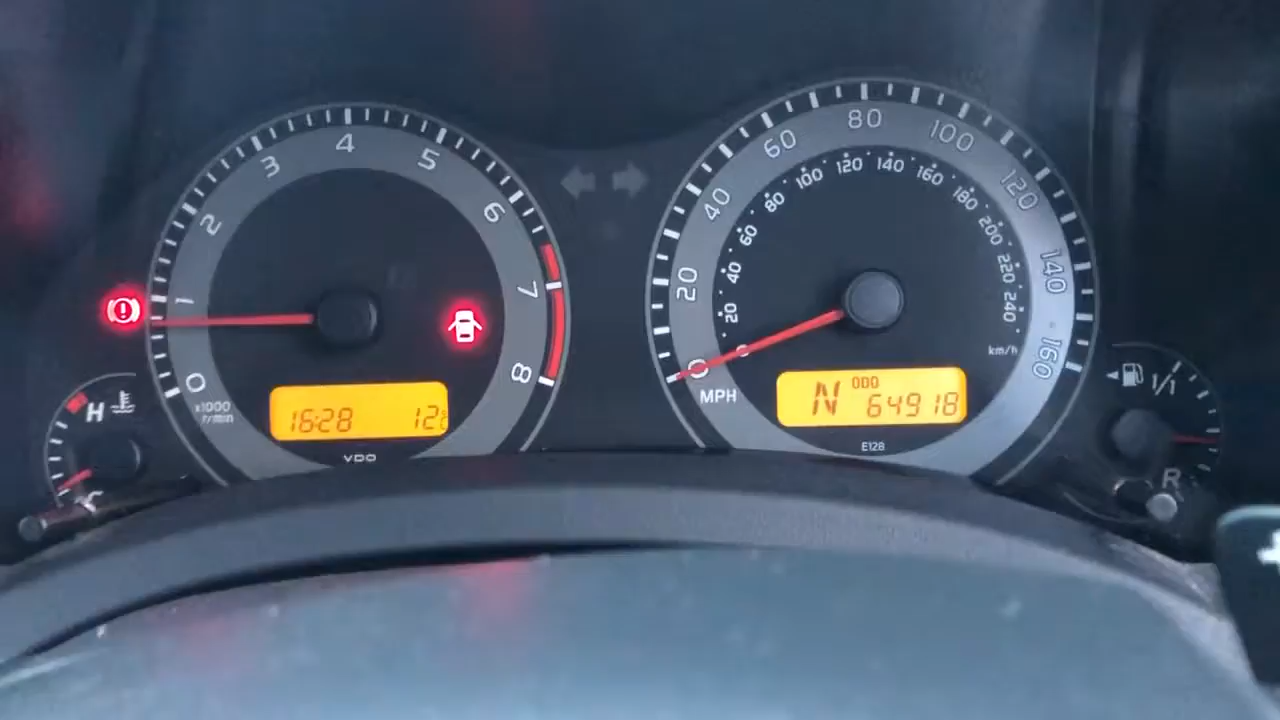 0 1 2 3 4 5 6 7 8
x1000
r/min
16:28 12°
VDO
H
C
0 20 40 60 80 100 120 140 160
MPH
0 20 40 60 80 100 120 140 160 180 200 220 240
km/h
N ODO
64918
E128
1/1
R
+